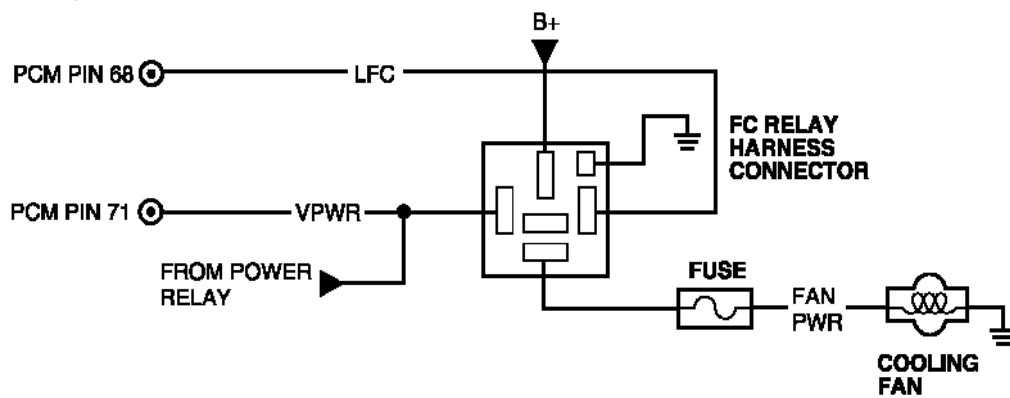 B+
PCM PIN 68
LFC
FC RELAY
HARNESS
CONNECTOR
PCM PIN 71
VPWR
FROM POWER
RELAY
FUSE
FAN
PWR
COOLING
FAN